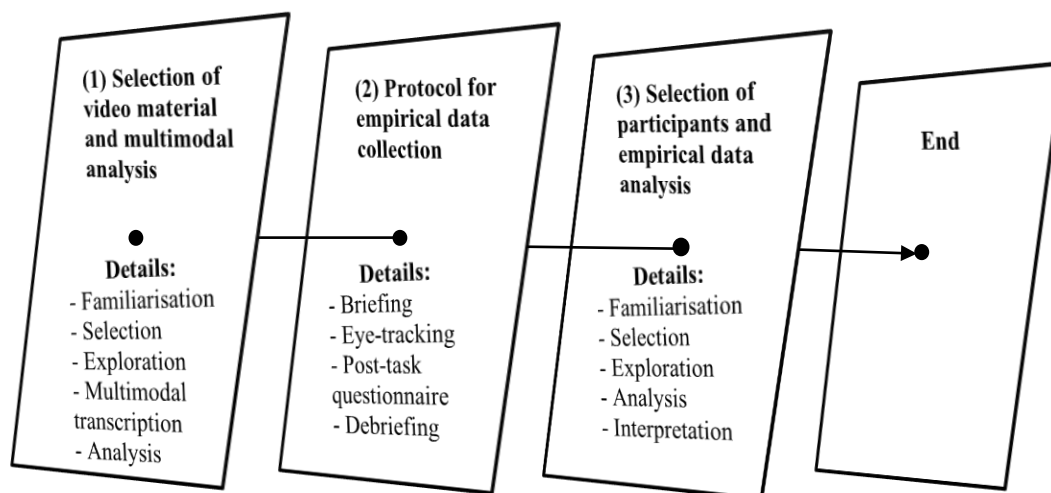 (1) Selection of
video material
and multimodal
analysis
Details:
- Familiarisation
- Selection
- Exploration
- Multimodal
transcription
- Analysis
(2) Protocol for
empirical data
collection
Details:
- Briefing
- Eye-tracking
- Post-task
questionnaire
- Debriefing
(3) Selection of
participants and
empirical data
analysis
Details:
- Familiarisation
- Selection
- Exploration
- Analysis
- Interpretation
End